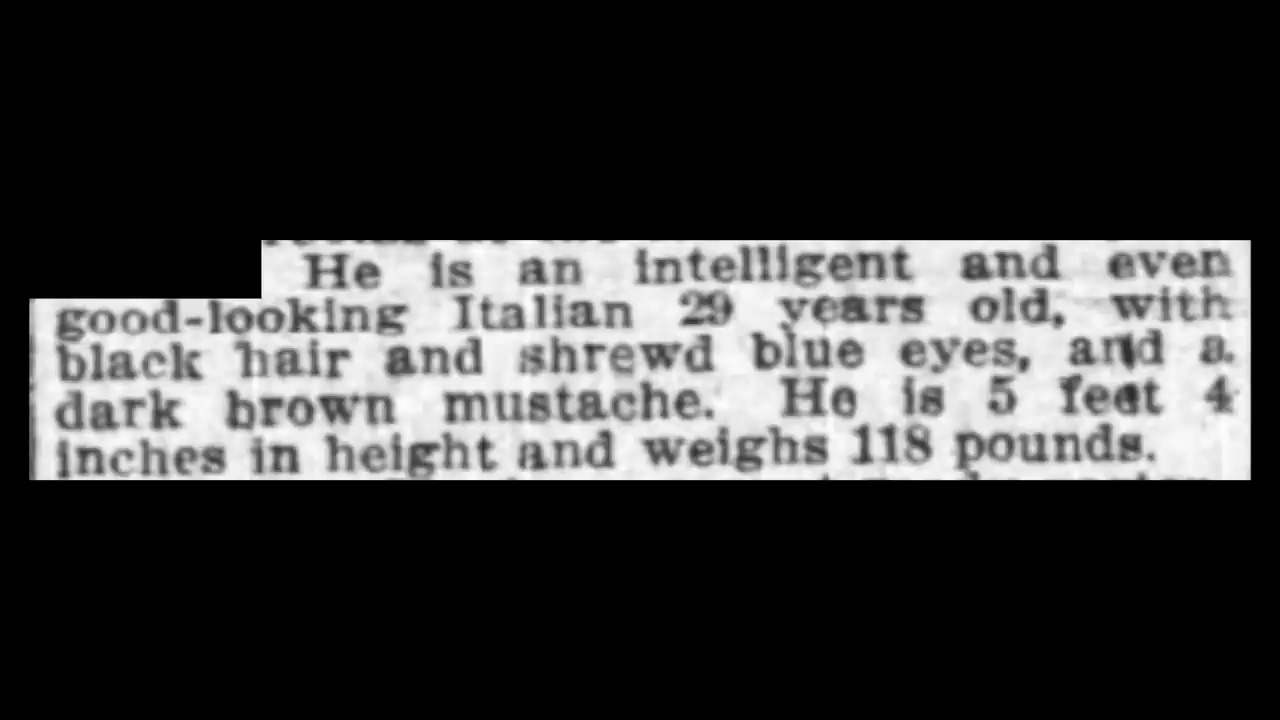 He is an intelligent and even
good-looking Italian 29 years old, with
black hair and shrewd blue eyes, and a
dark brown mustache. He is 5 feet 4
inches in height and weighs 118 pounds.